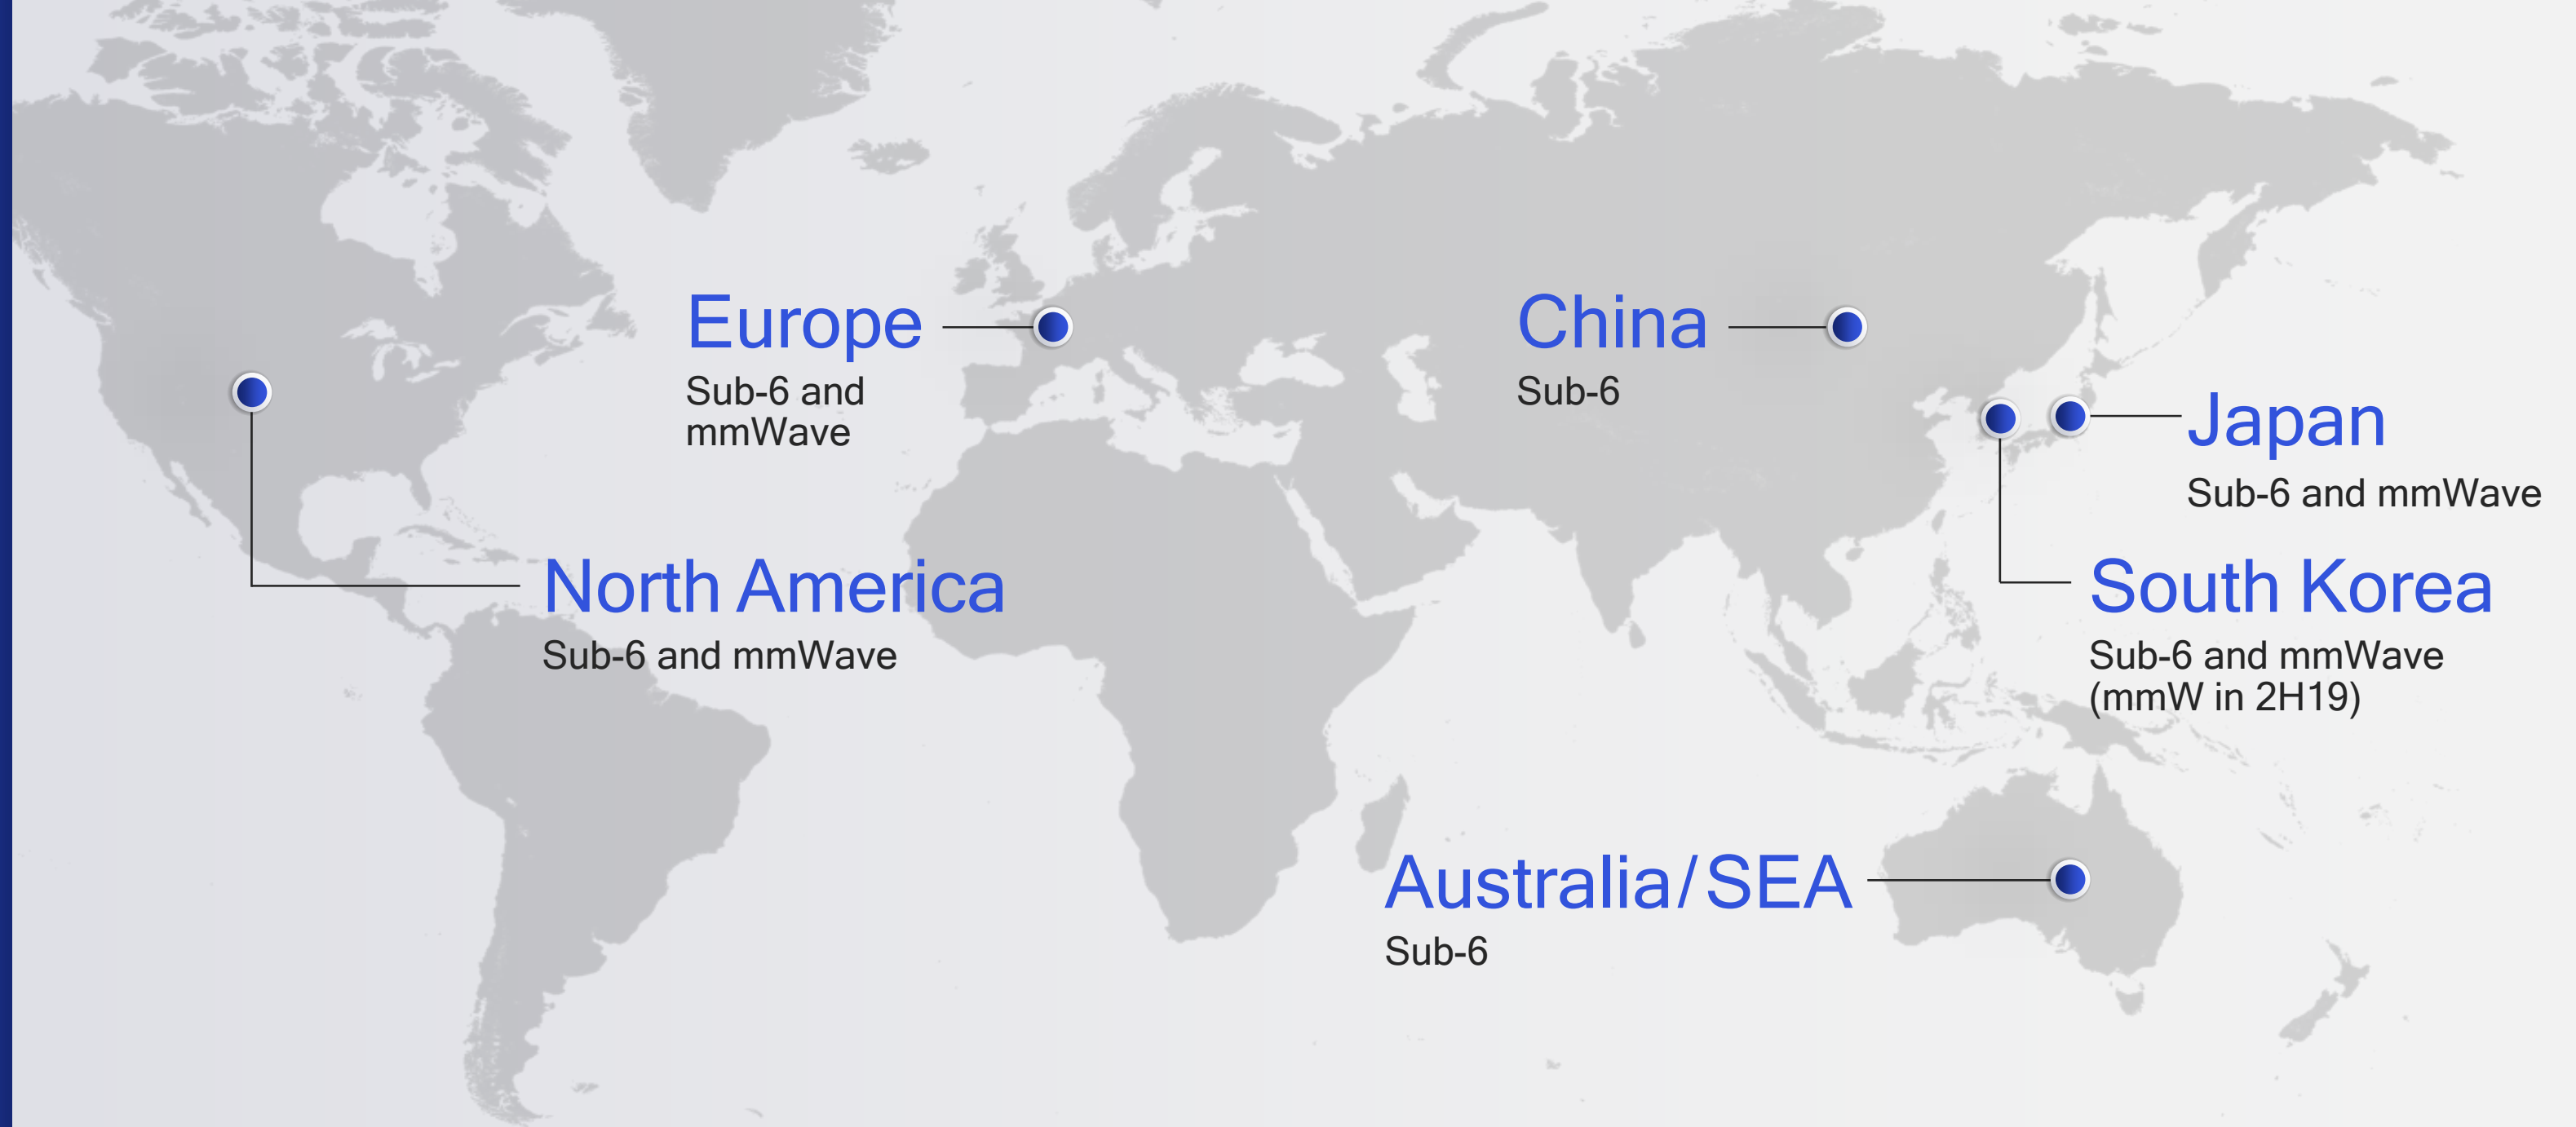 Europe
Sub-6 and
mmWave
China
Sub-6
Japan
Sub-6 and mmWave
North America
Sub-6 and mmWave
South Korea
Sub-6 and mmWave
(mmW in 2H19)
Australia/SEA
Sub-6